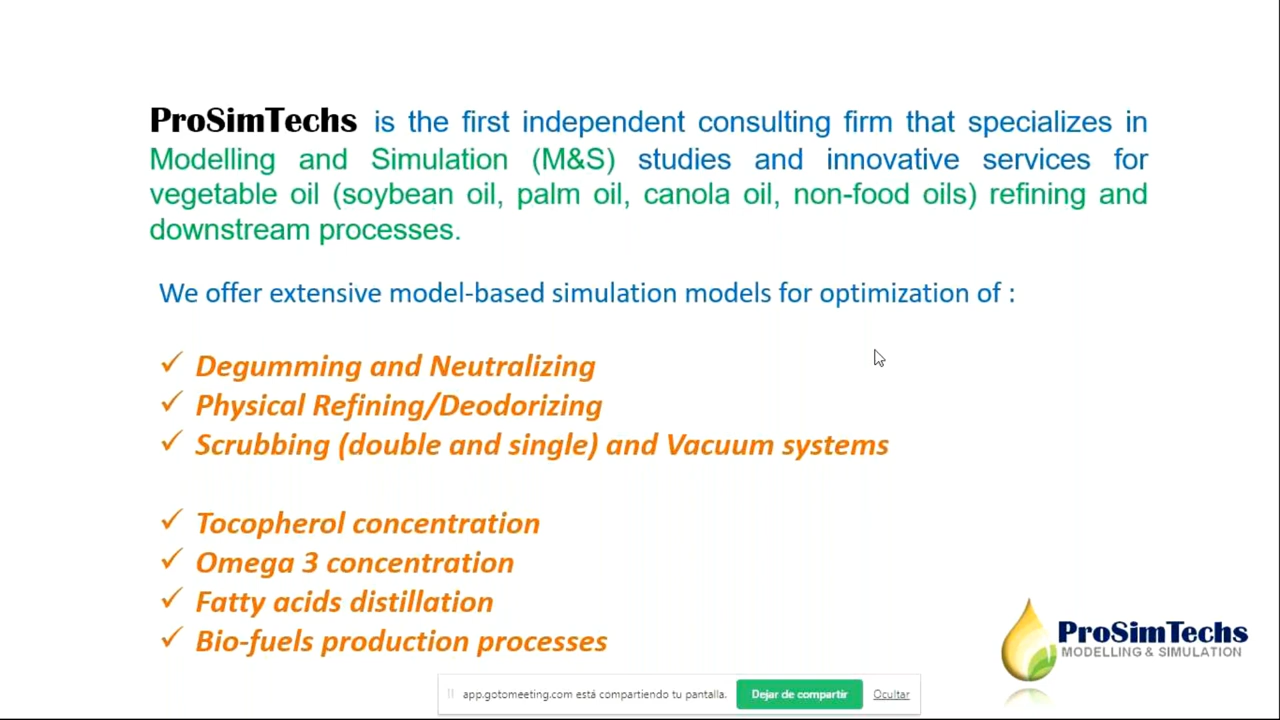 ProSimTechs is the first independent consulting firm that specializes in
Modelling and Simulation (M&S) studies and innovative services for
vegetable oil (soybean oil, palm oil, canola oil, non-food oils) refining and
downstream processes.
We offer extensive model-based simulation models for optimization of :
✓ Degumming and Neutralizing
✓ Physical Refining/Deodorizing
✓ Scrubbing (double and single) and Vacuum systems
✓ Tocopherol concentration
✓ Omega 3 concentration
✓ Fatty acids distillation
✓ Bio-fuels production processes
ProSimTechs
MODELLING & SIMULATION
app.gotomeeting.com está compartiendo tu pantalla. Dejar de compartir Ocultar